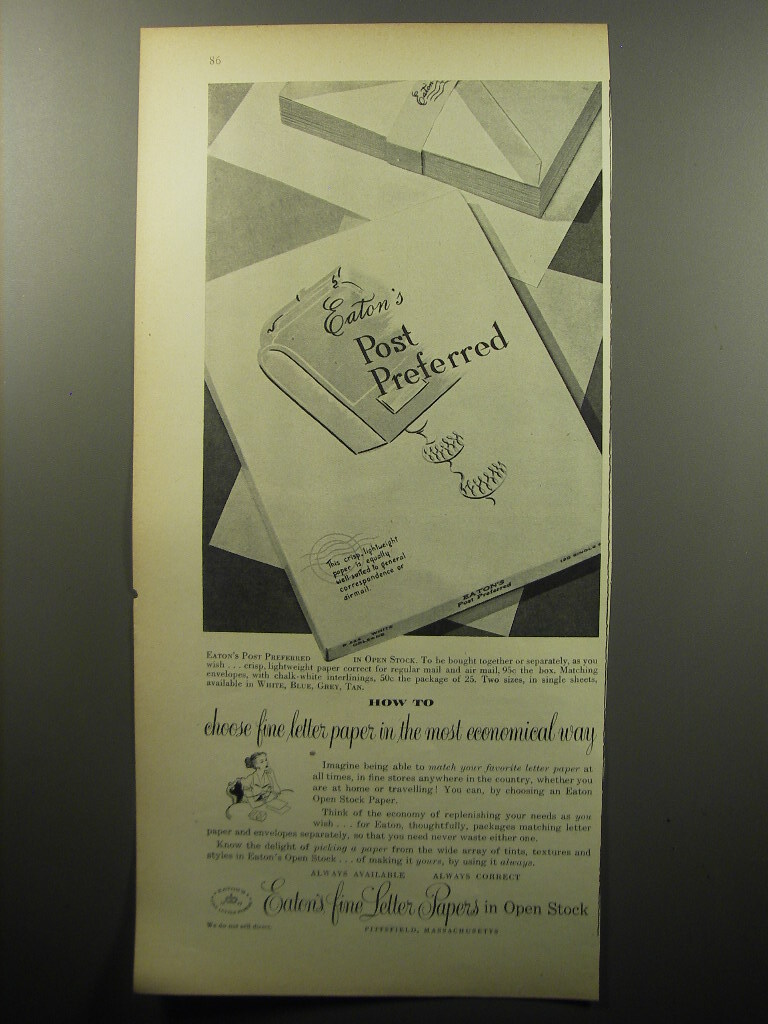 86
Eaton's
Eaton's
Post
Preferred
This crisp, lightweight
paper is equally
well-suited to general
correspondence or
airmail.
EATON'S
Post Preferred
WHITE
EATON'S POST PREFERRED IN OPEN STOCK. To be bought together or separately, as you
wish . . . crisp, lightweight paper correct for regular mail and air mail, 95c the box. Matching
envelopes, with chalk-white interlinings, 50c the package of 25. Two sizes, in single sheets,
available in WHITE, BLUE, GREY, TAN.
HOW TO
choose fine letter paper in the most economical way
Imagine being able to match your favorite letter paper at
all times, in fine stores anywhere in the country, whether you
are at home or travelling! You can, by choosing an Eaton
Open Stock Paper.
Think of the economy of replenishing your needs as you
wish . . . for Eaton, thoughtfully, packages matching letter
paper and envelopes separately, so that you need never waste either one.
Know the delight of picking a paper from the wide array of tints, textures and
styles in Eaton's Open Stock . . . of making it yours, by using it always.
ALWAYS AVAILABLE ALWAYS CORRECT
Eaton's fine Letter Papers in Open Stock
We do not sell direct.
PITTSFIELD, MASSACHUSETTS